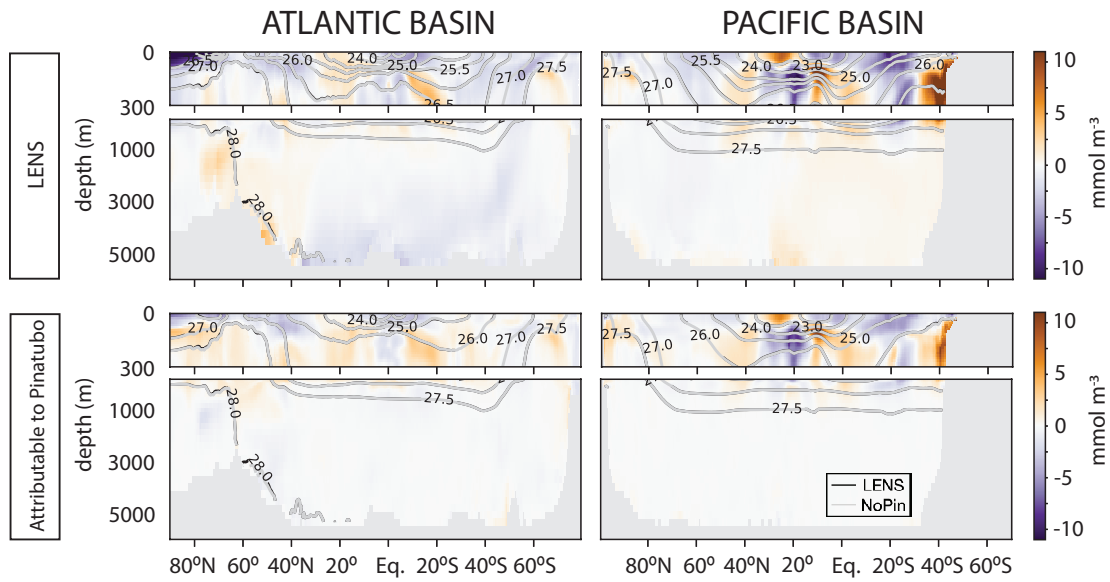 ATLANTIC BASIN PACIFIC BASIN
LENS
depth (m)
0
300
1000
3000
5000
26.5 27.0 26.0 24.0 25.0 25.5 27.0 27.5
26.5
28.0
28.0
27.5 27.0 25.5 24.0 23.0 25.0 26.0
26.5
27.5
10
5
0
-5
-10
mmol m⁻³
Attributable to Pinatubo
depth (m)
0
300
1000
3000
5000
27.0 24.0 25.0 26.0 27.0 27.5
28.0
27.5
28.0
27.5 27.0 26.0 24.0 23.0 25.0
27.5
LENS
NoPin
10
5
0
-5
-10
mmol m⁻³
80ºN 60º 40ºN 20º Eq. 20ºS 40ºS 60ºS
80ºN 60º 40ºN 20ºN Eq. 20ºS 40ºS 60ºS